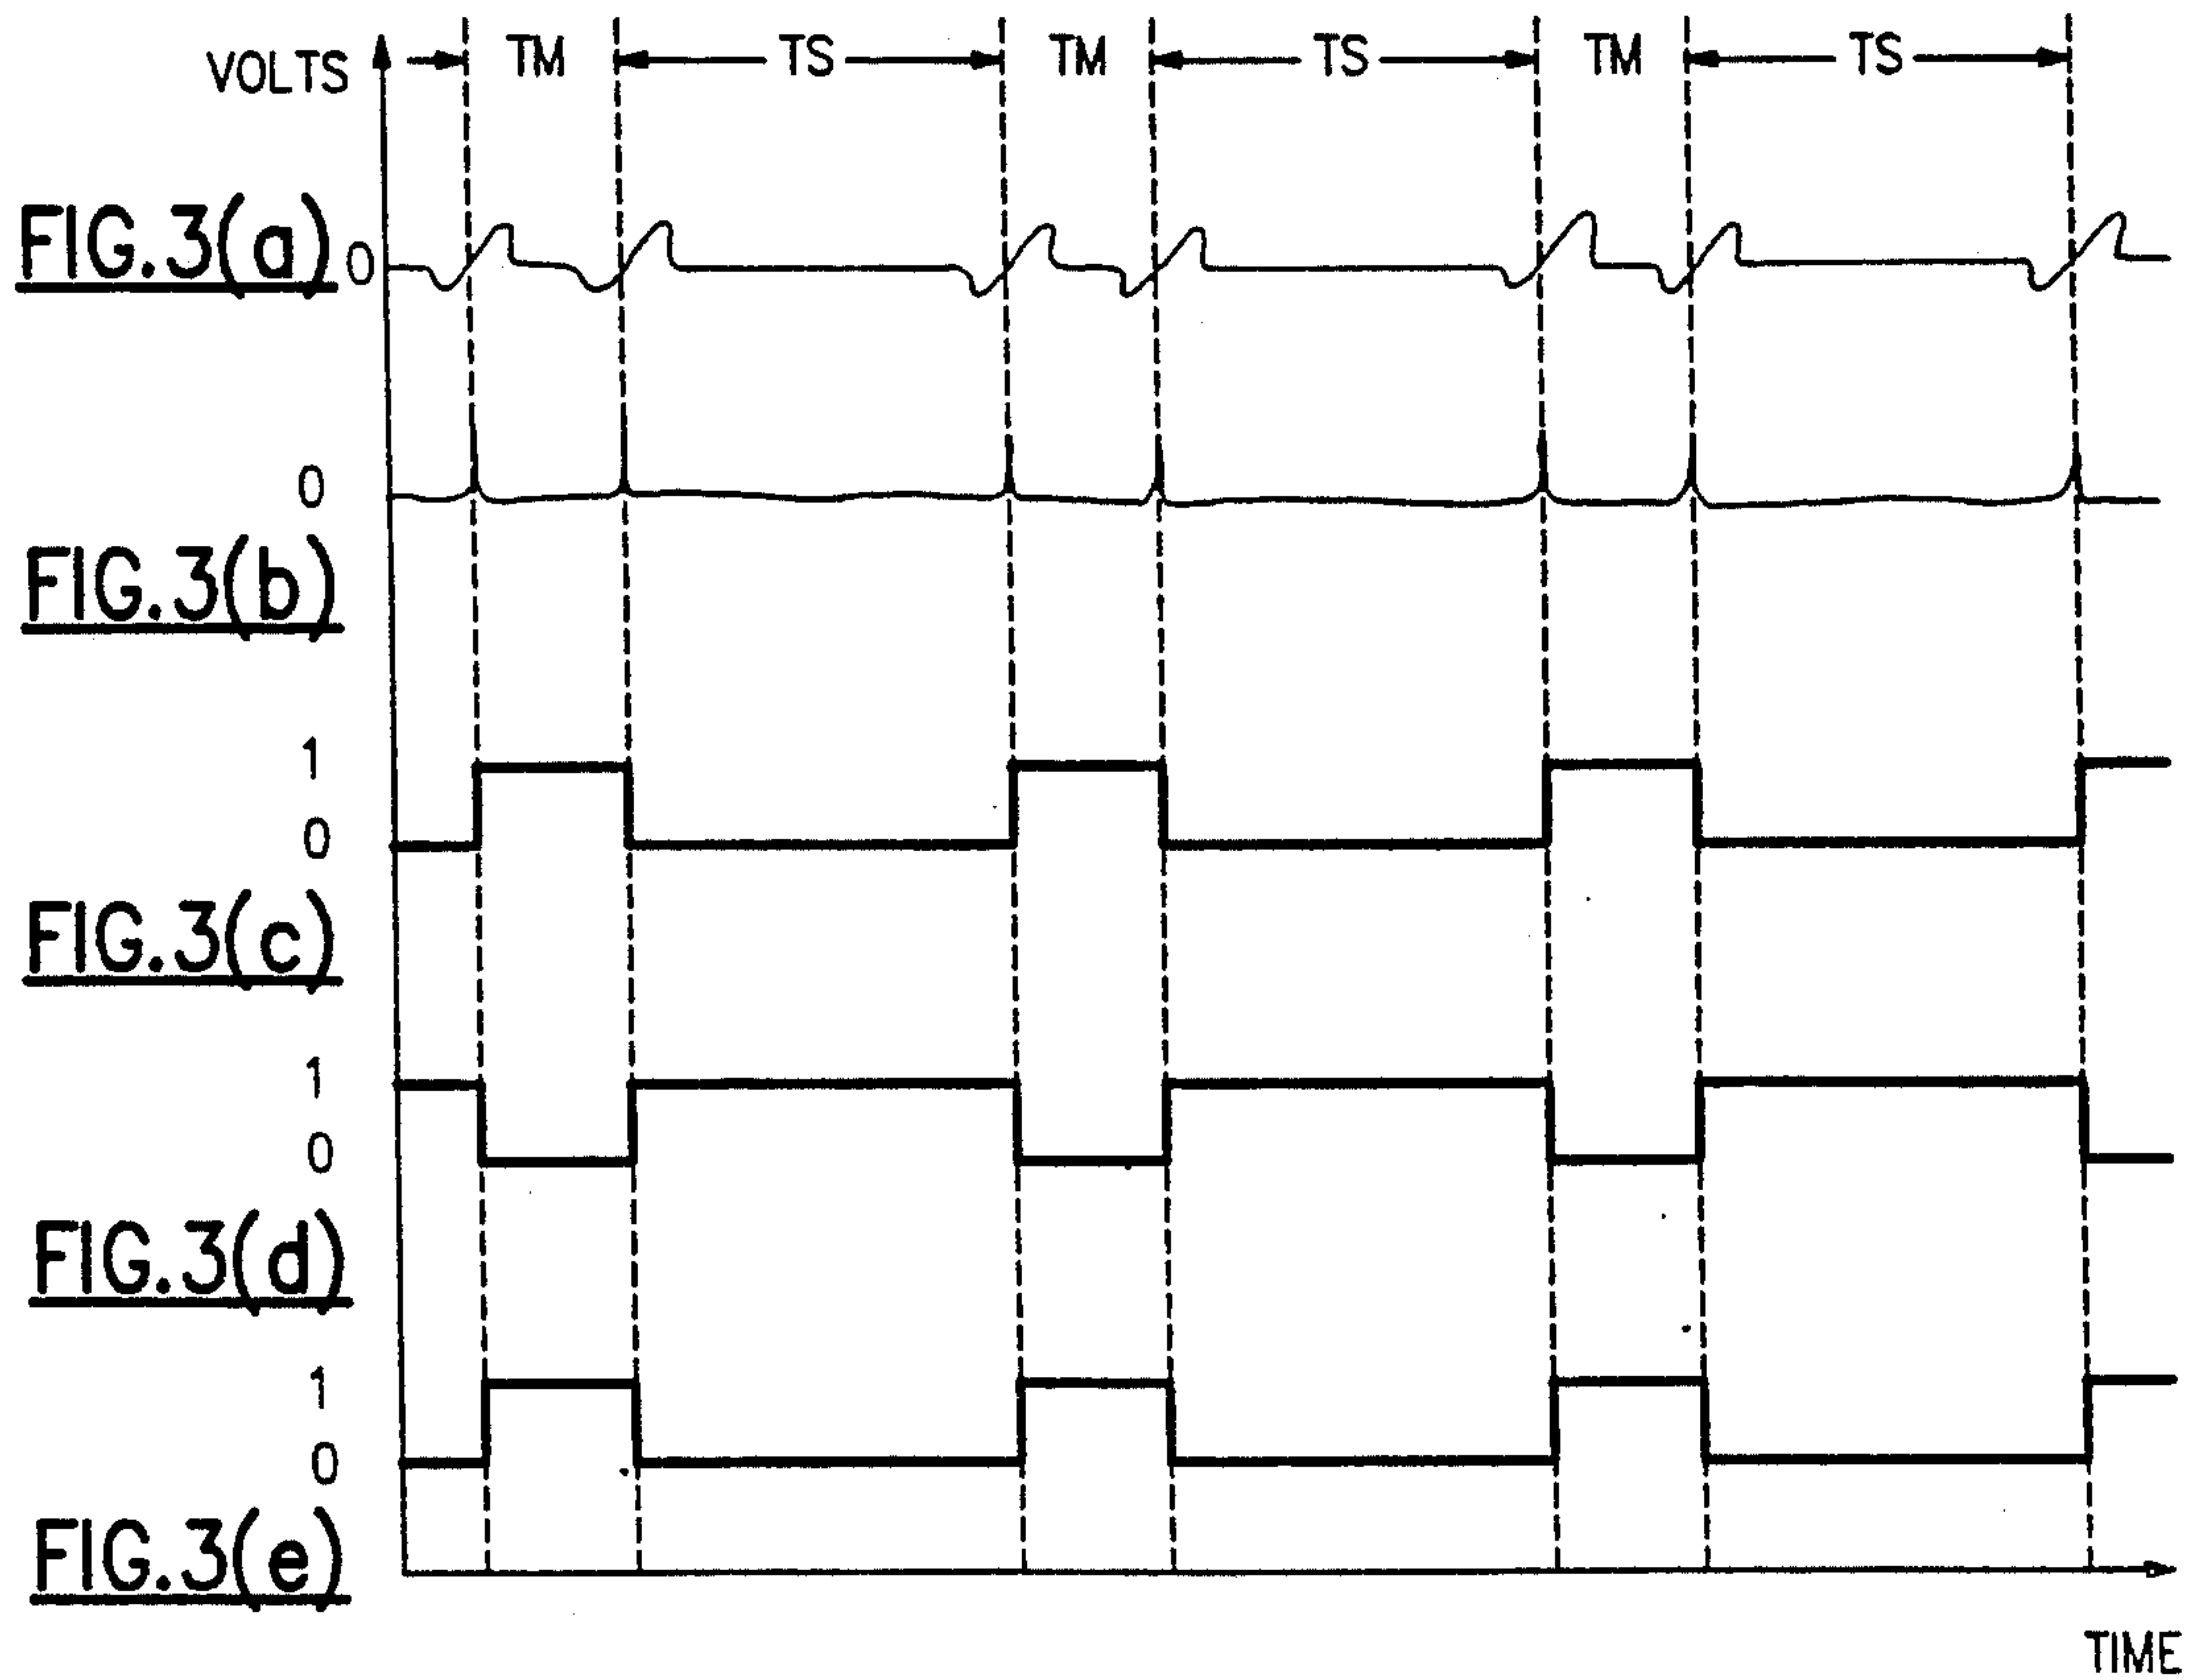 VOLTS TM TS TM TS TM TS
FIG.3(a) 0
0
FIG.3(b)
1
0
FIG.3(c)
1
0
FIG.3(d)
1
0
FIG.3(e)
TIME